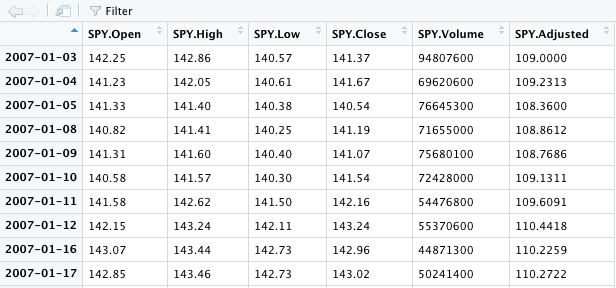 Filter
SPY.Open SPY.High SPY.Low SPY.Close SPY.Volume SPY.Adjusted
2007-01-03 142.25 142.86 140.57 141.37 94807600 109.0000
2007-01-04 141.23 142.05 140.61 141.67 69620600 109.2313
2007-01-05 141.33 141.40 140.38 140.54 76645300 108.3600
2007-01-08 140.82 141.41 140.25 141.19 71655000 108.8612
2007-01-09 141.31 141.60 140.40 141.07 75680100 108.7686
2007-01-10 140.58 141.57 140.30 141.54 72428000 109.1311
2007-01-11 141.58 142.62 141.50 142.16 54476800 109.6091
2007-01-12 142.15 143.24 142.11 143.24 55370600 110.4418
2007-01-16 143.07 143.44 142.73 142.96 44871300 110.2259
2007-01-17 142.85 143.46 142.73 143.02 50241400 110.2722